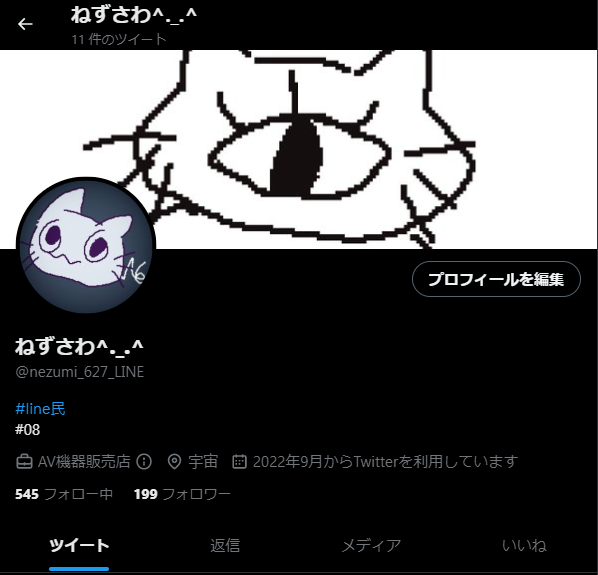 ねずさわ^._.^
11 件のツイート
プロフィールを編集
ねずさわ^._.^
@nezumi_627_LINE
#line民
#08
AV機器販売店 宇宙 2022年9月からTwitterを利用しています
545 フォロー中 199 フォロワー
ツイート 返信 メディア いいね